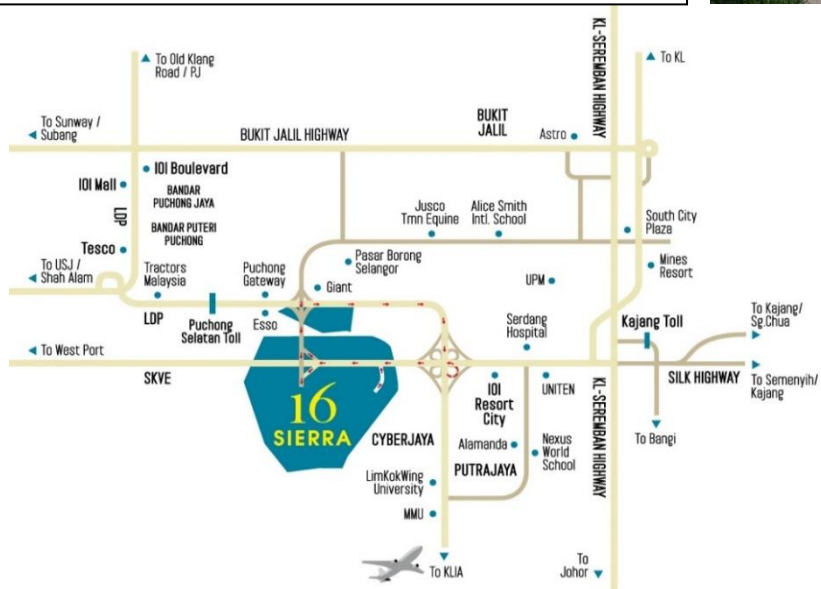 To Old Klang
Road / PJ
KL-SEREMBAN HIGHWAY
To KL
To Sunway /
Subang
BUKIT JALIL HIGHWAY
BUKIT
JALIL
Astro
IOI Boulevard
IOI Mall
BANDAR
PUCHONG JAYA
LDP
BANDAR PUTERI
PUCHONG
Jusco
Tmn Equine
Alice Smith
Intl. School
South City
Plaza
Tesco
To USJ /
Shah Alam
Tractors
Malaysia
Puchong
Gateway
Pasar Borong
Selangor
Giant
UPM
Mines
Resort
LDP
Puchong
Selatan Toll
Esso
Serdang
Hospital
Kajang Toll
To Kajang/
Sg.Chua
To West Port
SKVE
16
SIERRA
IOI
Resort
City
UNITEN
KL-SEREMBAN HIGHWAY
SILK HIGHWAY
To Semenyih/
Kajang
CYBERJAYA
Alamanda
PUTRAJAYA
Nexus
World
School
To Bangi
LimKokWing
University
MMU
To KLIA
To
Johor